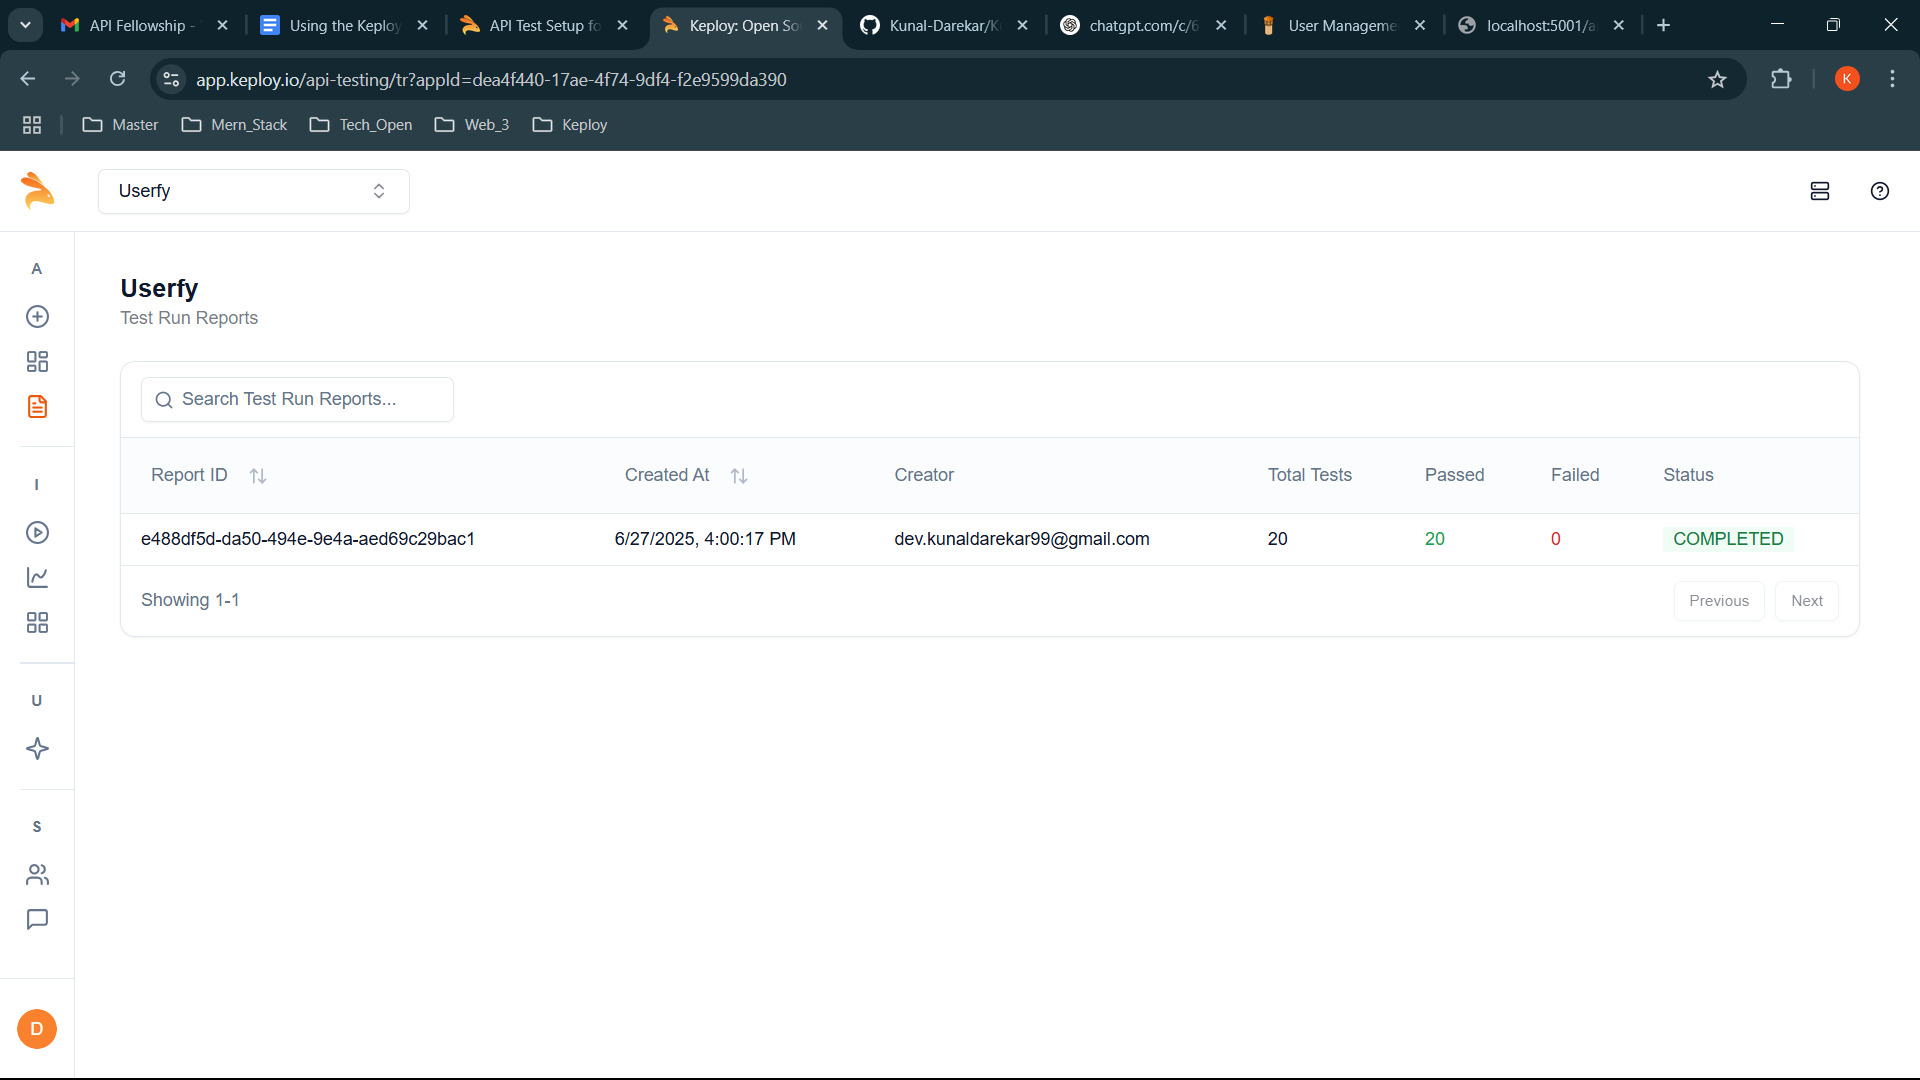 API Fellowship -
Using the Keploy
API Test Setup fo
Keploy: Open So
Kunal-Darekar/K
chatgpt.com/c/6
User Manageme
localhost:5001/a
app.keploy.io/api-testing/tr?appId=dea4f440-17ae-4f74-9df4-f2e9599da390
K
Master
Mern_Stack
Tech_Open
Web_3
Keploy
Userfy
A
I
U
S
D
Userfy
Test Run Reports
Search Test Run Reports...
Report ID Created At Creator Total Tests Passed Failed Status
e488df5d-da50-494e-9e4a-aed69c29bac1 6/27/2025, 4:00:17 PM dev.kunaldarekar99@gmail.com 20 20 0 COMPLETED
Showing 1-1
Previous
Next